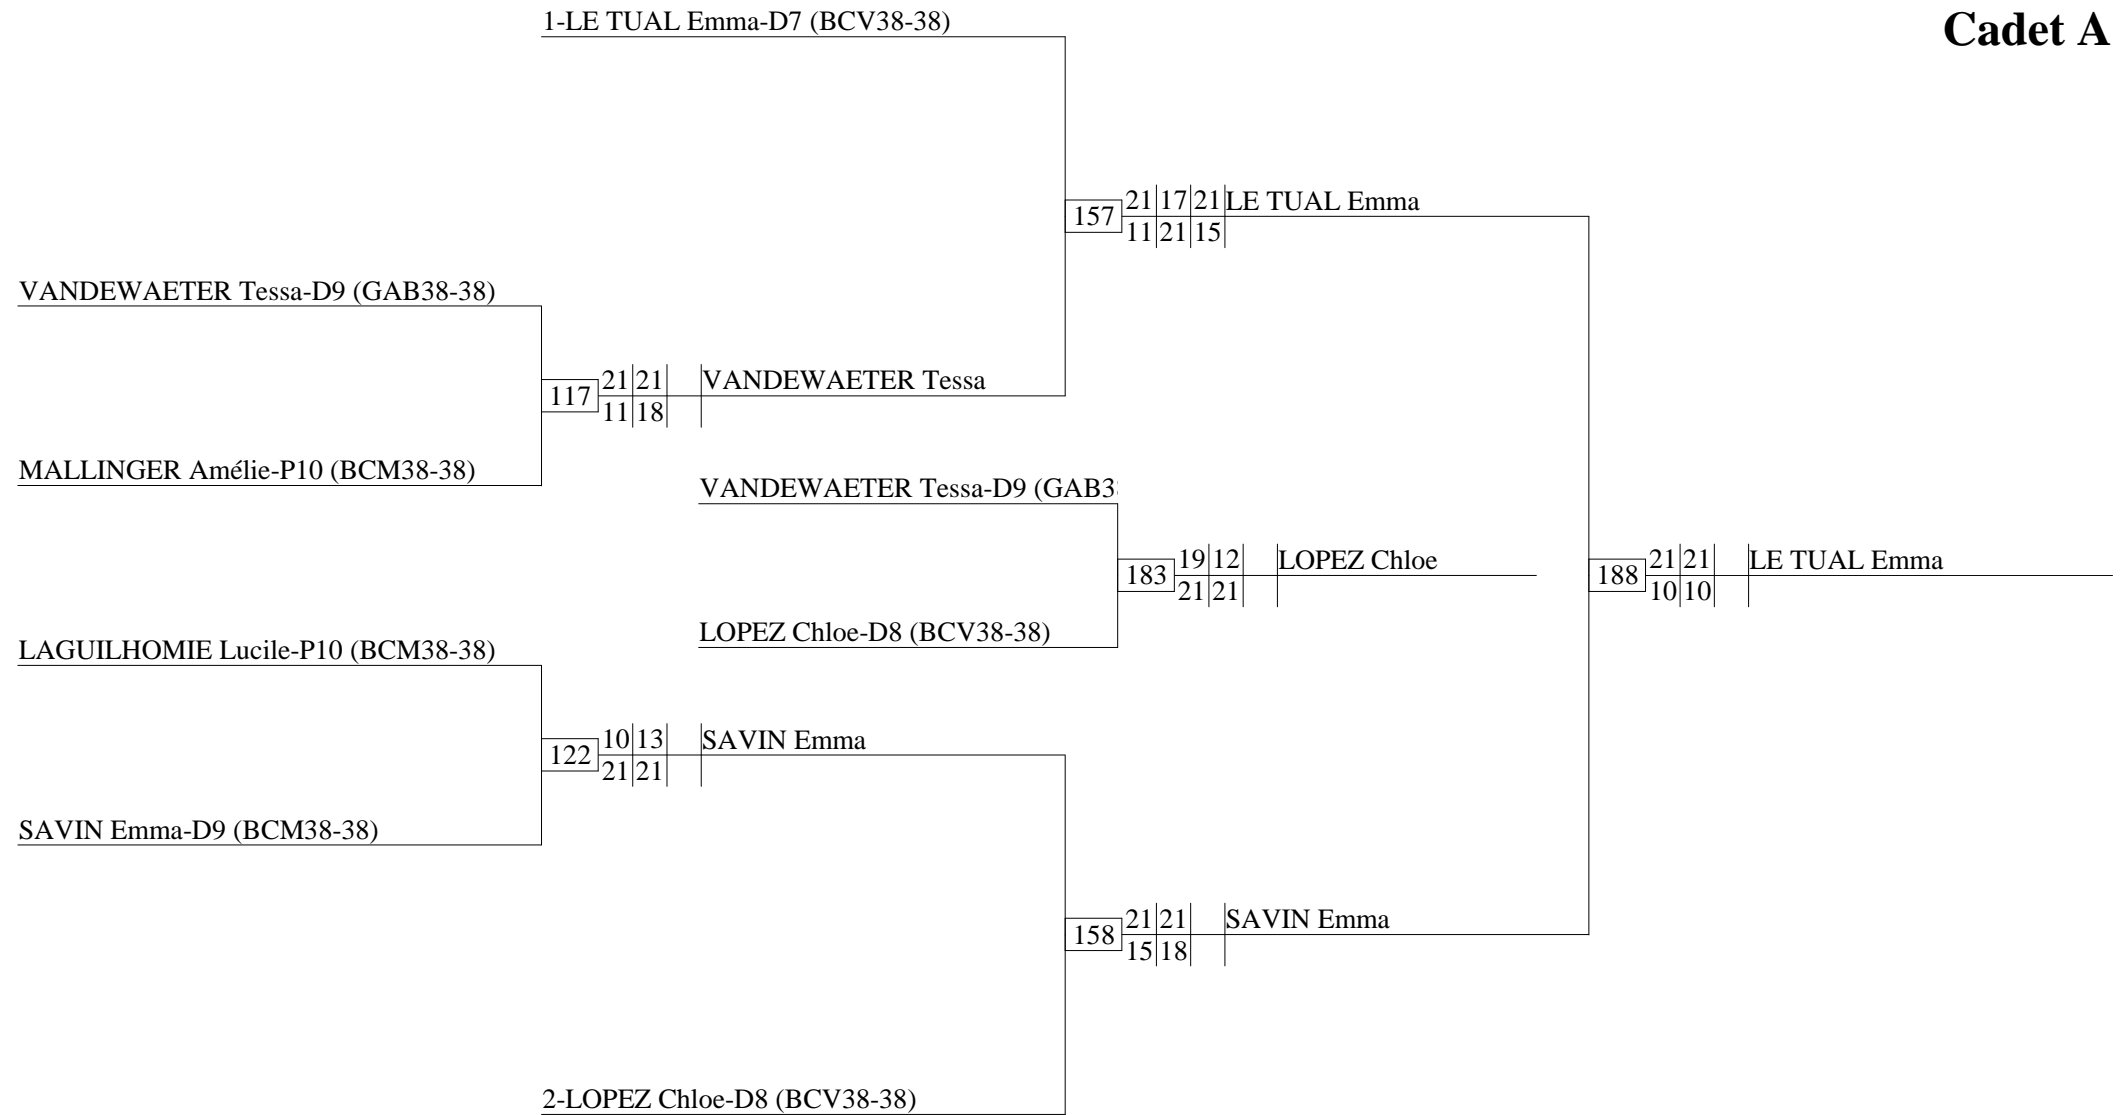 1-LE TUAL Emma-D7 (BCV38-38)
Cadet A
21 17 21 LE TUAL Emma
157
11 21 15
VANDEWAETER Tessa-D9 (GAB38-38)
21 21 VANDEWAETER Tessa
117
11 18
MALLINGER Amélie-P10 (BCM38-38)
VANDEWAETER Tessa-D9 (GAB3
19 12 LOPEZ Chloe
183
21 21
21 21 LE TUAL Emma
188
10 10
LOPEZ Chloe-D8 (BCV38-38)
LAGUILHOMIE Lucile-P10 (BCM38-38)
10 13 SAVIN Emma
122
21 21
SAVIN Emma-D9 (BCM38-38)
21 21 SAVIN Emma
158
15 18
2-LOPEZ Chloe-D8 (BCV38-38)